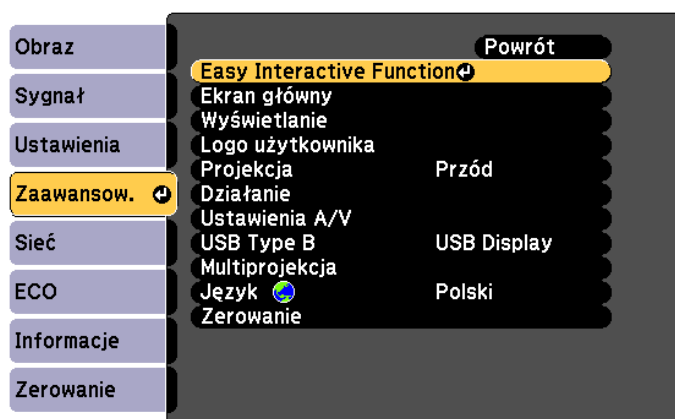 Obraz
Sygnał
Ustawienia
Zaawansow.
Sieć
ECO
Informacje
Zerowanie
Powrót
Easy Interactive Function
Ekran główny
Wyświetlanie
Logo użytkownika
Projekcja Przód
Działanie
Ustawienia A/V
USB Type B USB Display
Multiprojekcja
Język Polski
Zerowanie